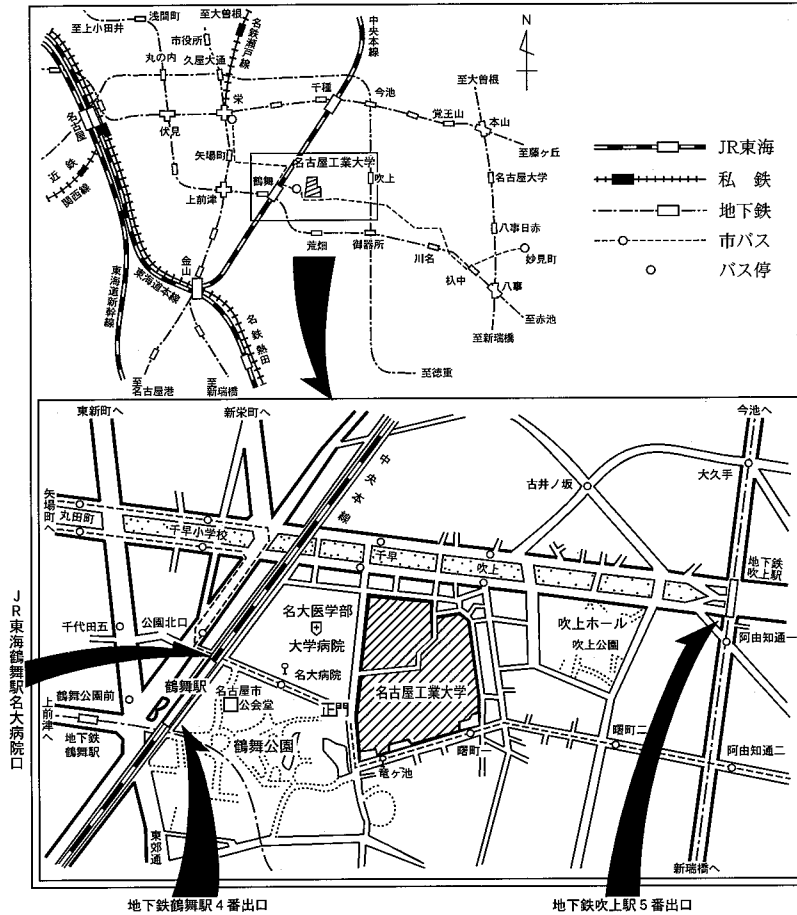 至上小田井
浅間町
至大曽根
市役所
名鉄瀬戸線
中央本線
N
丸の内
久屋大通
至大曽根
千種
今池
栄
名古屋
伏見
覚王山
本山
至藤ヶ丘
矢場町
名古屋工業大学
近鉄
関西線
鶴舞
吹上
名古屋大学
上前津
八事日赤
荒畑
御器所
川名
妙見町
金山
杁中
八事
東海道新幹線
東海道本線
至赤池
名鉄
熱田
至新瑞橋
至名古屋港
至新瑞橋
至徳重
JR東海
私鉄
地下鉄
市バス
バス停
東新町へ
新栄町へ
今池へ
中央本線
大久手
古井ノ坂
矢場町へ
丸田町
千早小学校
千早
吹上
地下鉄
吹上駅
千代田五
公園北口
名大医学部
大学病院
吹上ホール
吹上公園
阿由知通一
JR東海鶴舞駅名大病院口
鶴舞駅
名大病院
名古屋工業大学
鶴舞公園前
名古屋市
公会堂
正門
上前津へ
地下鉄
鶴舞駅
鶴舞公園
曙町一
曙町二
阿由知通二
竜ヶ池
東郊通
新瑞橋へ
地下鉄鶴舞駅4番出口
地下鉄吹上駅5番出口